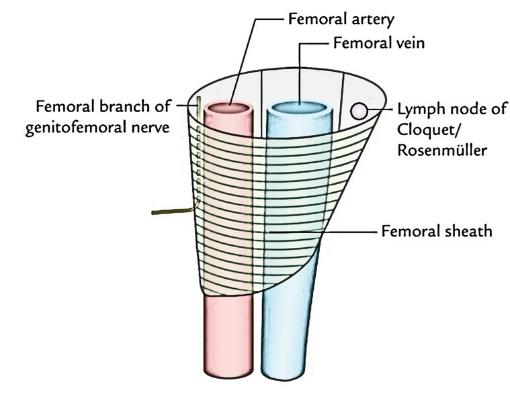 Femoral artery
Femoral vein
Femoral branch of
genitofemoral nerve
Lymph node of
Cloquet/
Rosenmüller
Femoral sheath